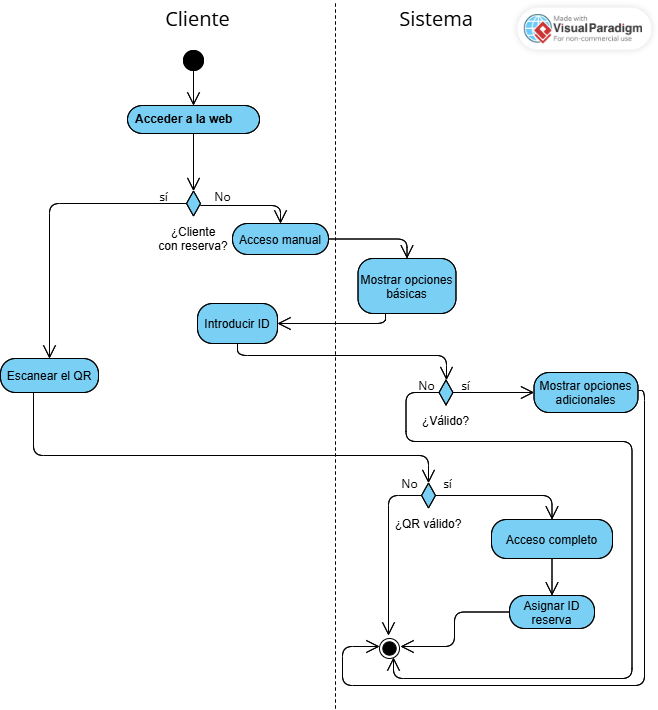 Cliente
Sistema
Made with
VisualParadigm
For non-commercial use
Acceder a la web
sí
No
¿Cliente
con reserva?
Acceso manual
Mostrar opciones
básicas
Introducir ID
Escanear el QR
No
sí
Mostrar opciones
adicionales
¿Válido?
No
sí
¿QR válido?
Acceso completo
Asignar ID
reserva